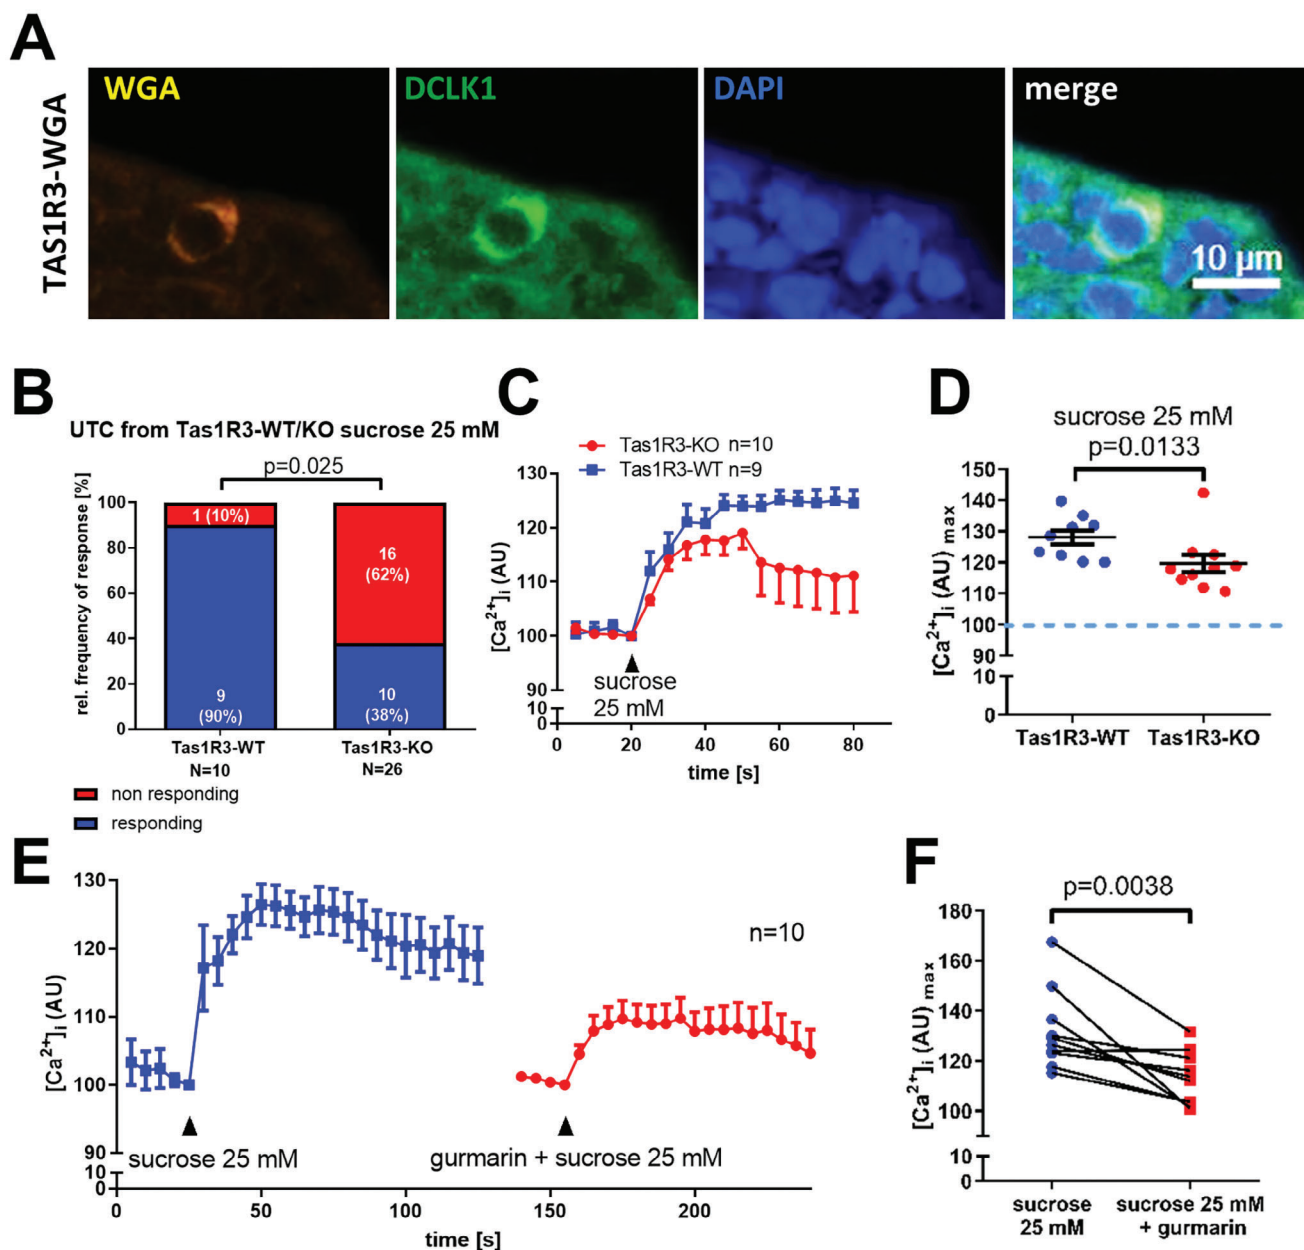 A
TAS1R3-WGA
WGA
DCLK1
DAPI
merge
10 µm
B
UTC from Tas1R3-WT/KO sucrose 25 mM
p=0.025
rel. frequency of response [%]
100
80
60
40
20
0
1 (10%)
9
(90%)
16
(62%)
10
(38%)
Tas1R3-WT
N=10
Tas1R3-KO
N=26
non responding
responding
C
Tas1R3-KO n=10
Tas1R3-WT n=9
[Ca2+]i (AU)
130
120
110
100
90
10
0
sucrose
25 mM
0
20
40
60
80
time [s]
D
sucrose 25 mM
p=0.0133
[Ca2+]i (AU) max
150
140
130
120
110
100
90
10
0
Tas1R3-WT
Tas1R3-KO
E
[Ca2+]i (AU)
130
120
110
100
90
10
0
n=10
sucrose 25 mM
gurmarin + sucrose 25 mM
0
50
100
150
200
time [s]
F
p=0.0038
[Ca2+]i (AU) max
180
160
140
120
100
10
0
sucrose
25 mM
sucrose 25 mM
+ gurmarin